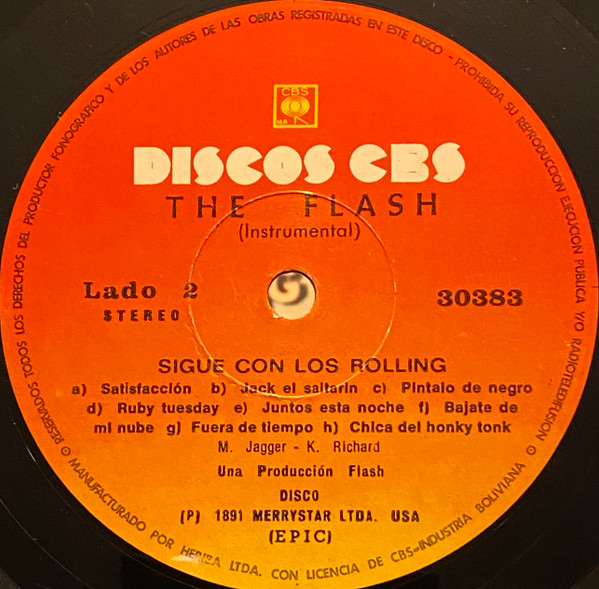 RESERVADOS TODOS LOS DERECHOS DEL PRODUCTOR FONOGRAFICO Y DE LOS AUTORES DE LAS OBRAS REGISTRADAS EN ESTE DISCO - PROHIBIDA SU REPRODUCCION EJECUCION PUBLICA Y/O RADIOTELEDIFUSION
CBS
M.R.
DISCOS CBS
THE FLASH
(Instrumental)
Lado 2
30383
STEREO
SIGUE CON LOS ROLLING
a) Satisfacción b) Jack el saltarin c) Pintalo de negro
d) Ruby tuesday e) Juntos esta noche f) Bajate de
mi nube g) Fuera de tiempo h) Chica del honky tonk
M. Jagger - K. Richard
Una Producción Flash
DISCO
(P) 1891 MERRYSTAR LTDA. USA
(EPIC)
MANUFACTURADO POR HERIBA LTDA. CON LICENCIA DE CBS=INDUSTRIA BOLIVIANA